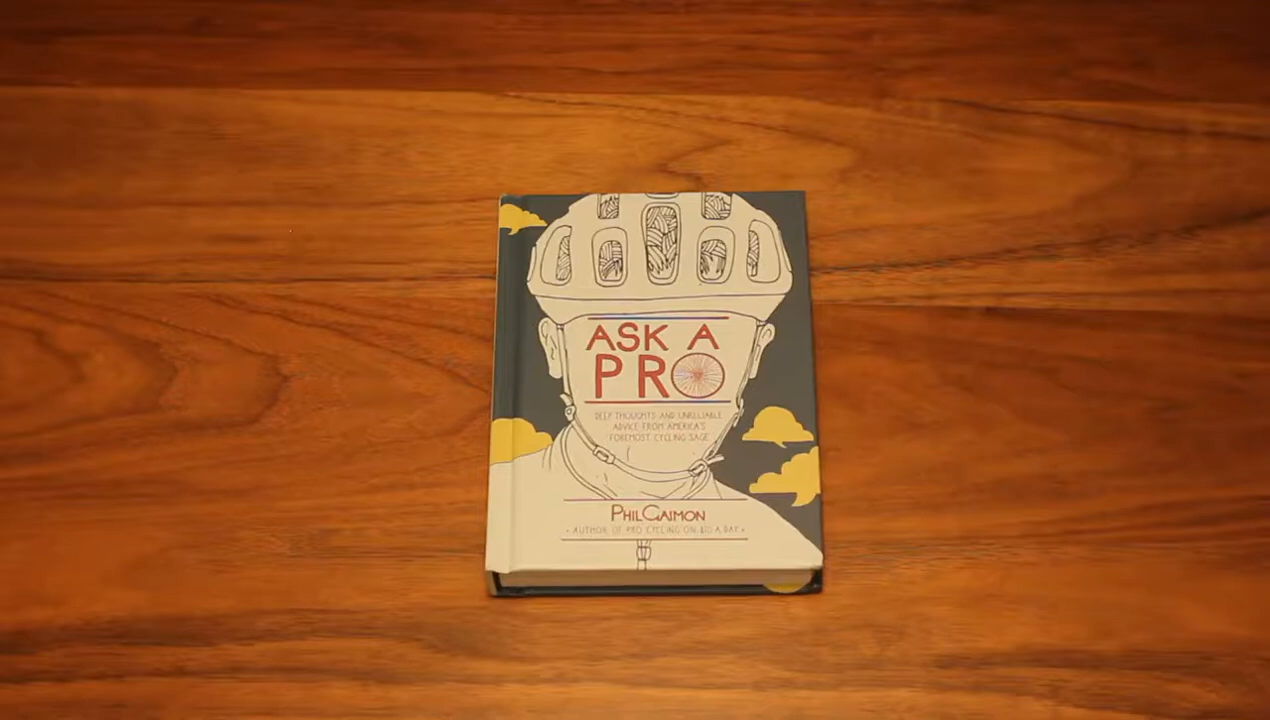 ASK A
PRO
DEEP THOUGHTS AND UNRELIABLE
ADVICE FROM AMERICA'S
FOREMOST CYCLING SAGE
PHIL GAIMON
• AUTHOR OF PRO CYCLING ON $10 A DAY •